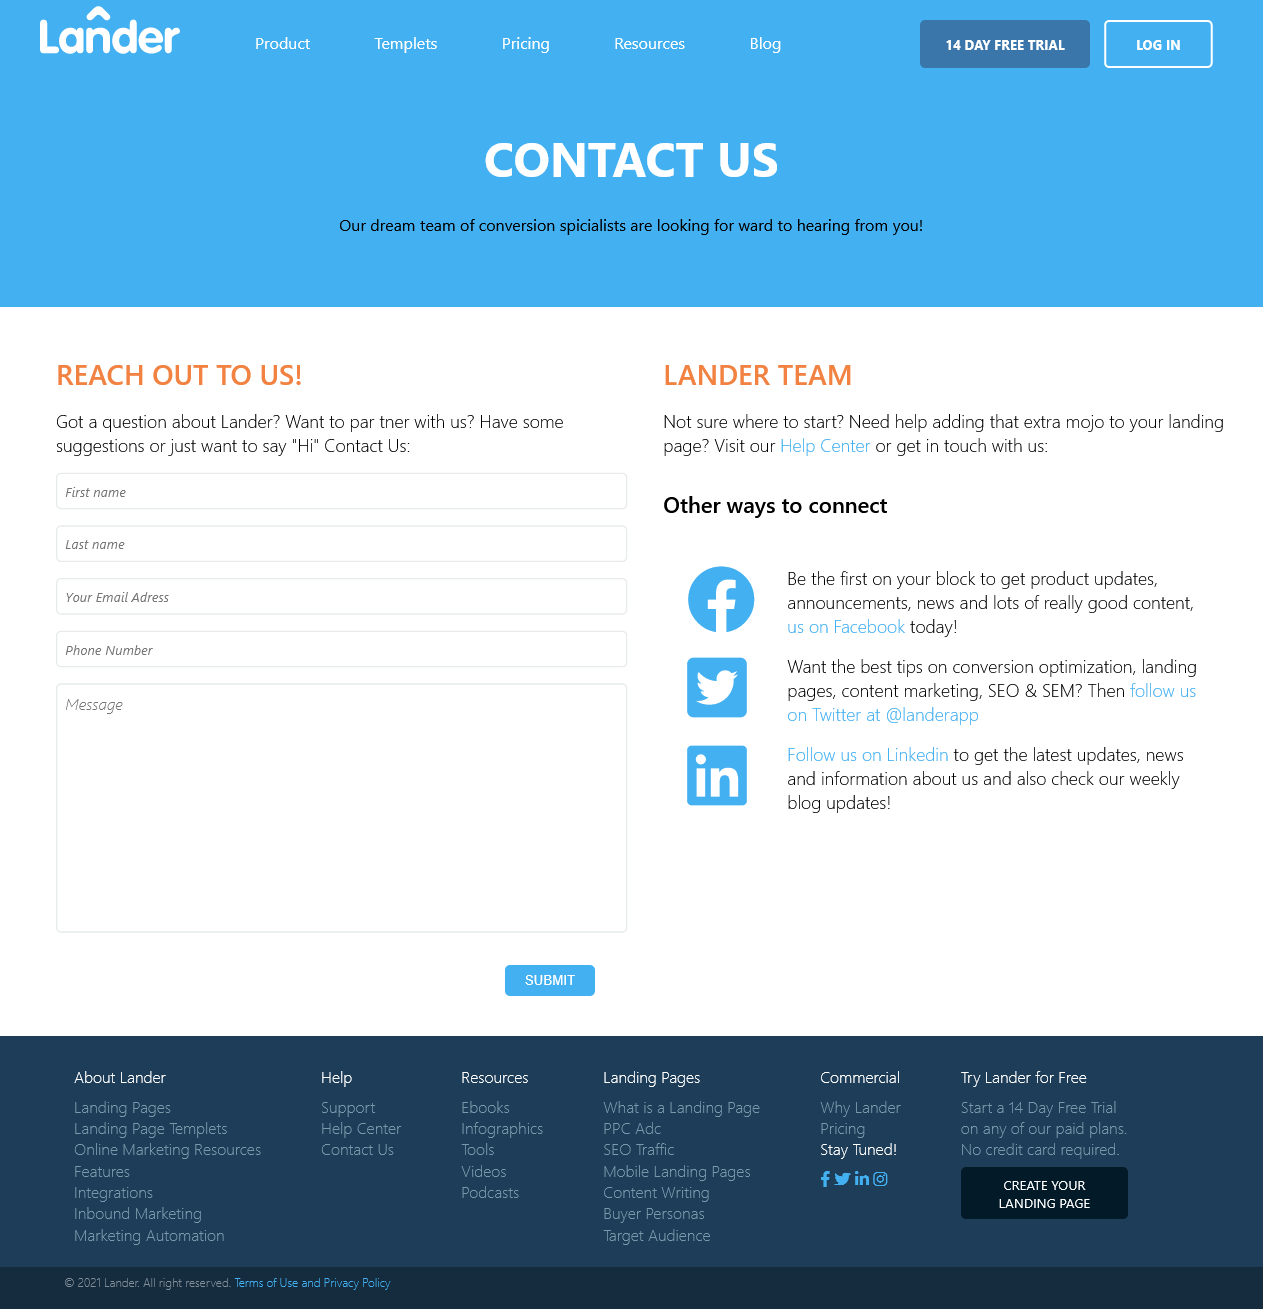 Lander
Product
Templets
Pricing
Resources
Blog
14 DAY FREE TRIAL
LOG IN
CONTACT US
Our dream team of conversion spicialists are looking for ward to hearing from you!
REACH OUT TO US!
Got a question about Lander? Want to par tner with us? Have some
suggestions or just want to say "Hi" Contact Us:
First name
Last name
Your Email Adress
Phone Number
Message
SUBMIT
LANDER TEAM
Not sure where to start? Need help adding that extra mojo to your landing
page? Visit our Help Center or get in touch with us:
Other ways to connect
Be the first on your block to get product updates,
announcements, news and lots of really good content,
us on Facebook today!
Want the best tips on conversion optimization, landing
pages, content marketing, SEO & SEM? Then follow us
on Twitter at @landerapp
Follow us on Linkedin to get the latest updates, news
and information about us and also check our weekly
blog updates!
About Lander
Landing Pages
Landing Page Templets
Online Marketing Resources
Features
Integrations
Inbound Marketing
Marketing Automation
Help
Support
Help Center
Contact Us
Resources
Ebooks
Infographics
Tools
Videos
Podcasts
Landing Pages
What is a Landing Page
PPC Adc
SEO Traffic
Mobile Landing Pages
Content Writing
Buyer Personas
Target Audience
Commercial
Why Lander
Pricing
Stay Tuned!
Try Lander for Free
Start a 14 Day Free Trial
on any of our paid plans.
No credit card required.
CREATE YOUR
LANDING PAGE
© 2021 Lander. All right reserved. Terms of Use and Privacy Policy